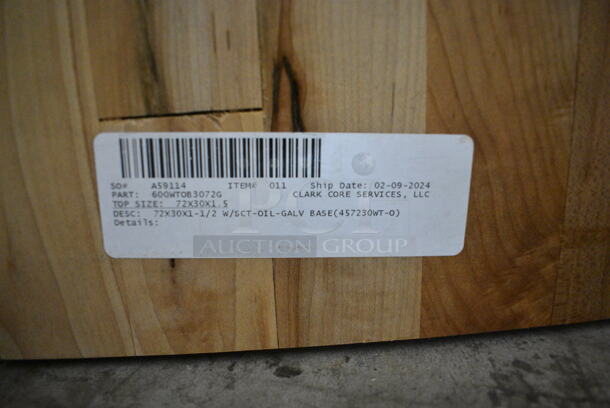 SO# A59114 ITEM# 011 Ship Date: 02-09-2024
PART: 600WTOB3072G CLARK CORE SERVICES, LLC
TOP SIZE: 72X30X1.5
DESC: 72X30X1-1/2 W/SCT-OIL-GALV BASE(457230WT-O)
Details:
PCI
AUCTION GROUP